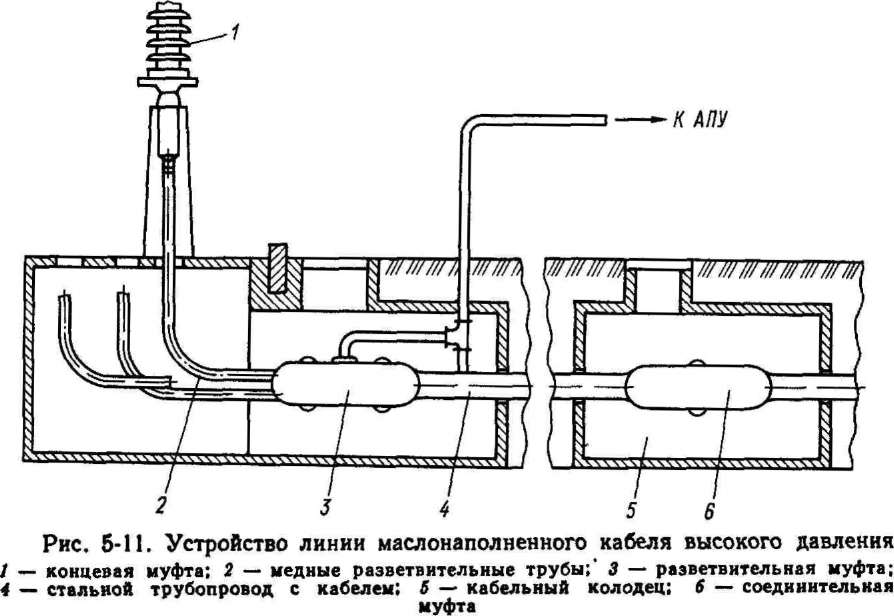 1
К АПУ
2
3
4
5
6
Рис. 5-11. Устройство линии маслонаполненного кабеля высокого давления
1 — концевая муфта; 2 — медные разветвительные трубы; 3 — разветвительная муфта;
4 — стальной трубопровод с кабелем; 5 — кабельный колодец; 6 — соединительная
муфта